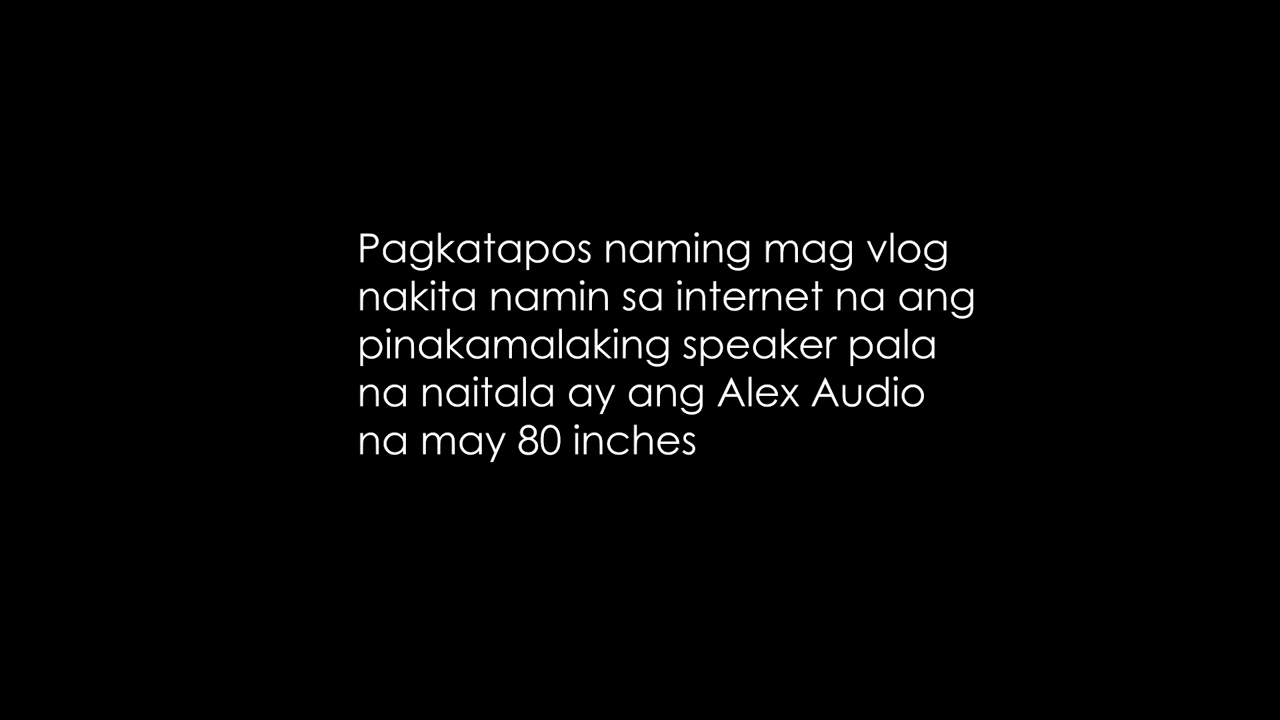 Pagkatapos naming mag vlog
nakita namin sa internet na ang
pinakamalaking speaker pala
na naitala ay ang Alex Audio
na may 80 inches